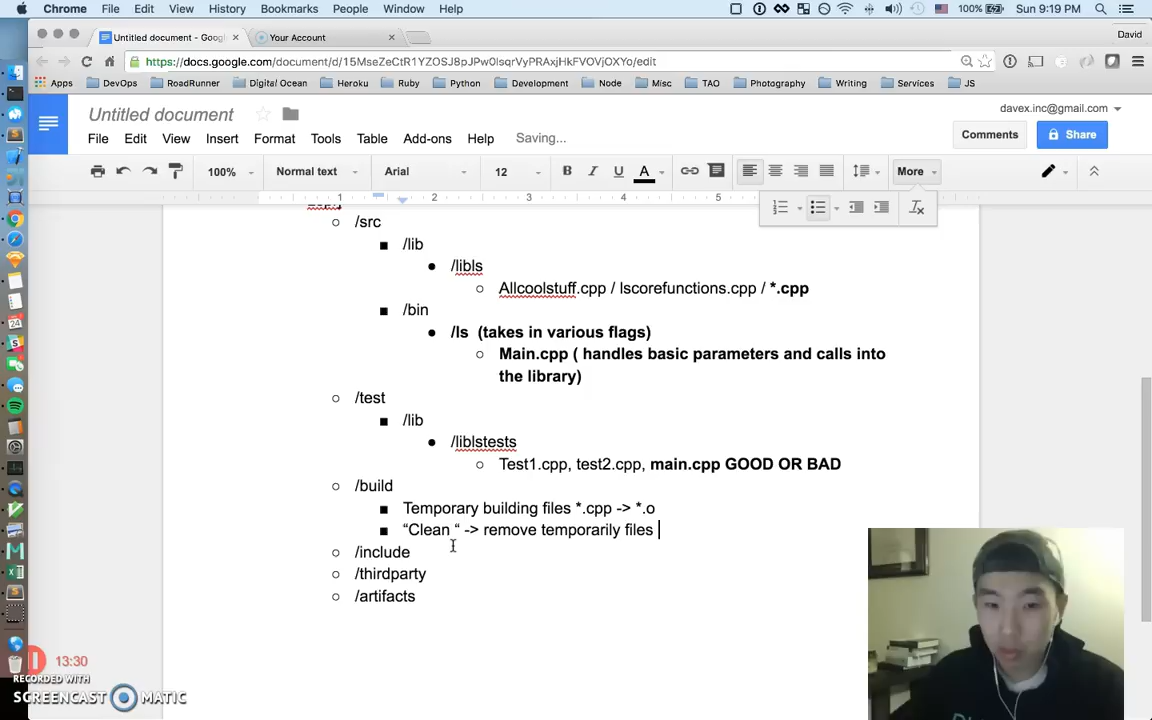 Chrome File Edit View History Bookmarks People Window Help 100% Sun 9:19 PM
Untitled document - Goog Your Account David
https://docs.google.com/document/d/15MseZeCtR1YZOSJ8pJPw0lsqrVyPRAxjHkFVOVjOXYo/edit
Apps DevOps RoadRunner Digital Ocean Heroku Ruby Python Development Node Misc TAO Photography Writing Services JS
Untitled document davex.inc@gmail.com
File Edit View Insert Format Tools Table Add-ons Help Saving... Comments Share
100% Normal text Arial 12 B I U A More
1 2 3 4 5
/src
/lib
/libls
Allcoolstuff.cpp / lscorefunctions.cpp / *.cpp
/bin
/ls (takes in various flags)
Main.cpp ( handles basic parameters and calls into
the library)
/test
/lib
/liblstests
Test1.cpp, test2.cpp, main.cpp GOOD OR BAD
/build
Temporary building files *.cpp -> *.o
“Clean “ -> remove temporarily files
/include
/thirdparty
/artifacts
13:30
RECORDED WITH
SCREENCAST MATIC